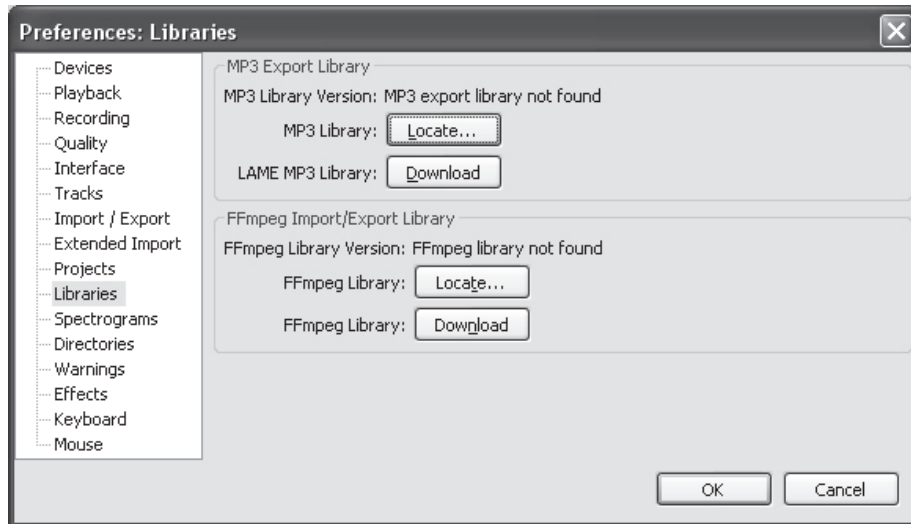 Preferences: Libraries
Devices
Playback
Recording
Quality
Interface
Tracks
Import / Export
Extended Import
Projects
Libraries
Spectrograms
Directories
Warnings
Effects
Keyboard
Mouse
MP3 Export Library
MP3 Library Version: MP3 export library not found
MP3 Library: Locate...
LAME MP3 Library: Download
FFmpeg Import/Export Library
FFmpeg Library Version: FFmpeg library not found
FFmpeg Library: Locate...
FFmpeg Library: Download
OK Cancel